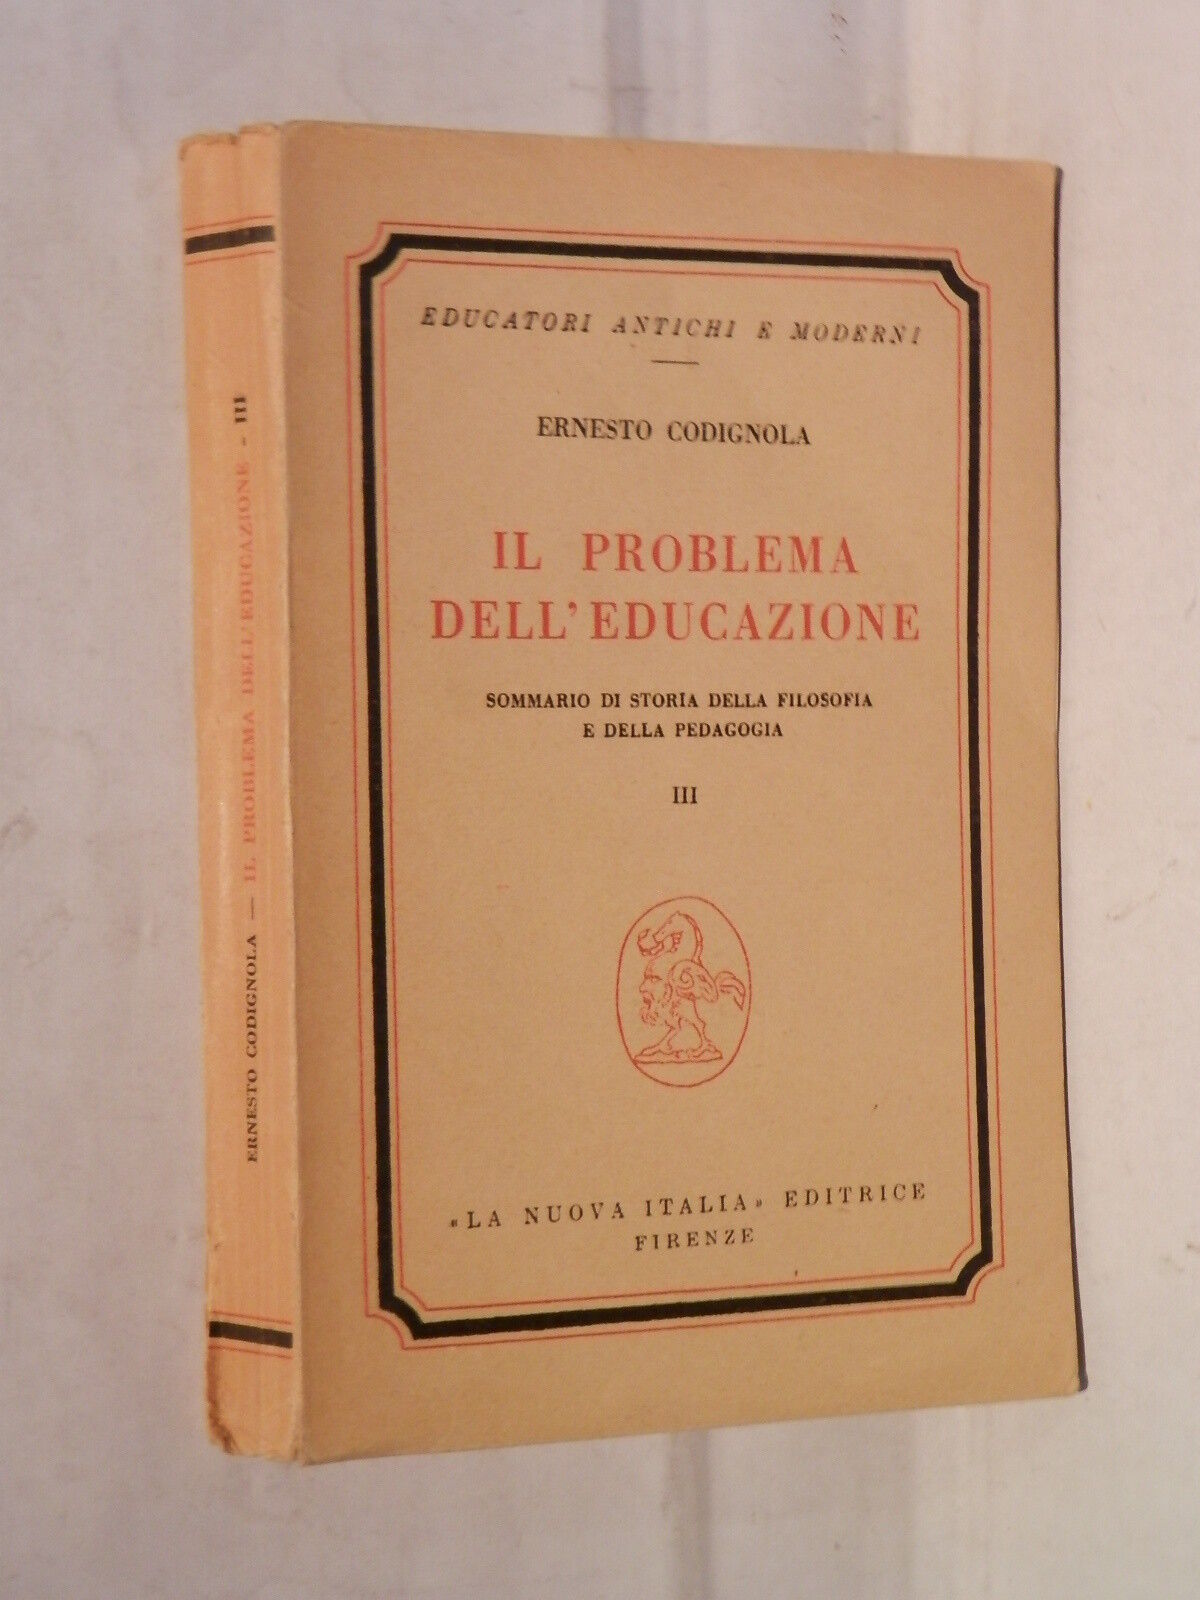 ERNESTO CODIGNOLA — IL PROBLEMA DELL'EDUCAZIONE - III
EDUCATORI ANTICHI E MODERNI
ERNESTO CODIGNOLA
IL PROBLEMA
DELL'EDUCAZIONE
SOMMARIO DI STORIA DELLA FILOSOFIA
E DELLA PEDAGOGIA
III
«LA NUOVA ITALIA» EDITRICE
FIRENZE